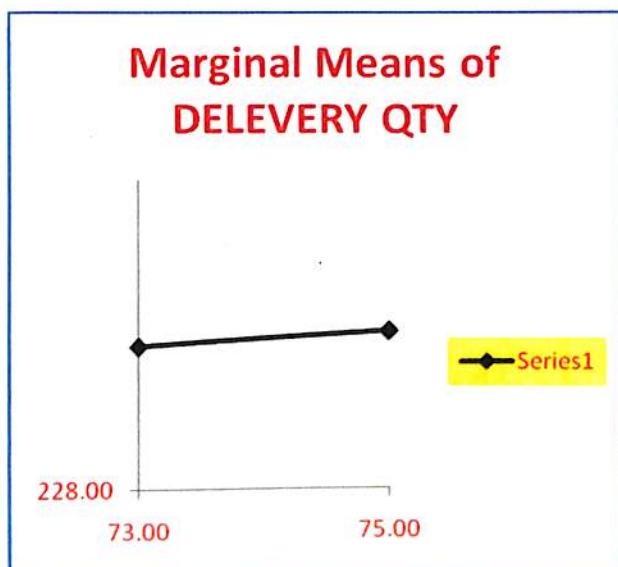 Marginal Means of
DELEVERY QTY
Series1
228.00
73.00 75.00